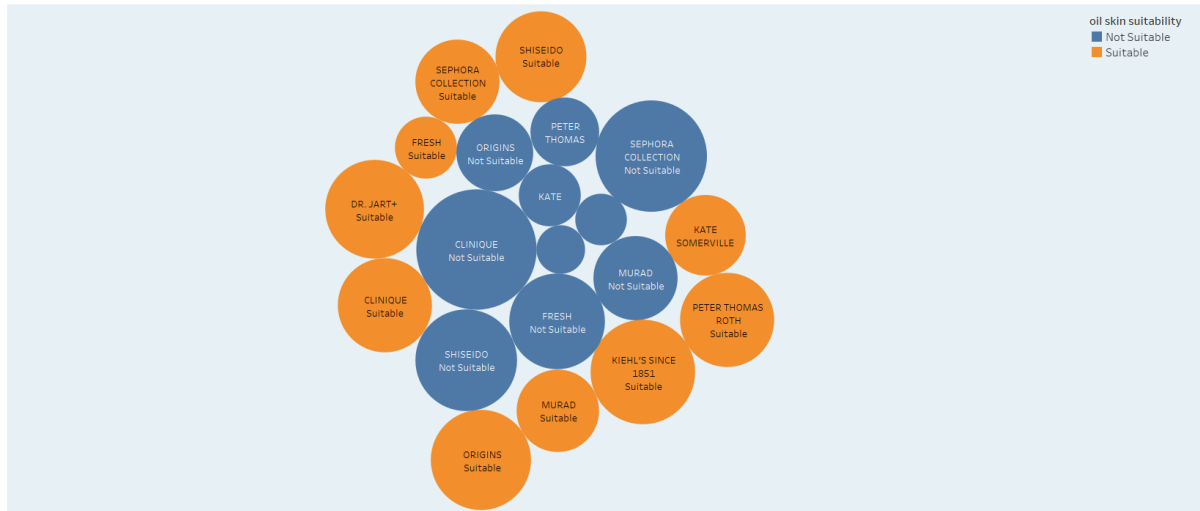 oil skin suitability
Not Suitable
Suitable
SHISEIDO
Suitable
SEPHORA
COLLECTION
Suitable
PETER
THOMAS
FRESH
Suitable
ORIGINS
Not Suitable
SEPHORA
COLLECTION
Not Suitable
KATE
DR. JART+
Suitable
KATE
SOMERVILLE
CLINIQUE
Not Suitable
MURAD
Not Suitable
CLINIQUE
Suitable
FRESH
Not Suitable
PETER THOMAS
ROTH
Suitable
SHISEIDO
Not Suitable
KIEHL'S SINCE
1851
Suitable
MURAD
Suitable
ORIGINS
Suitable